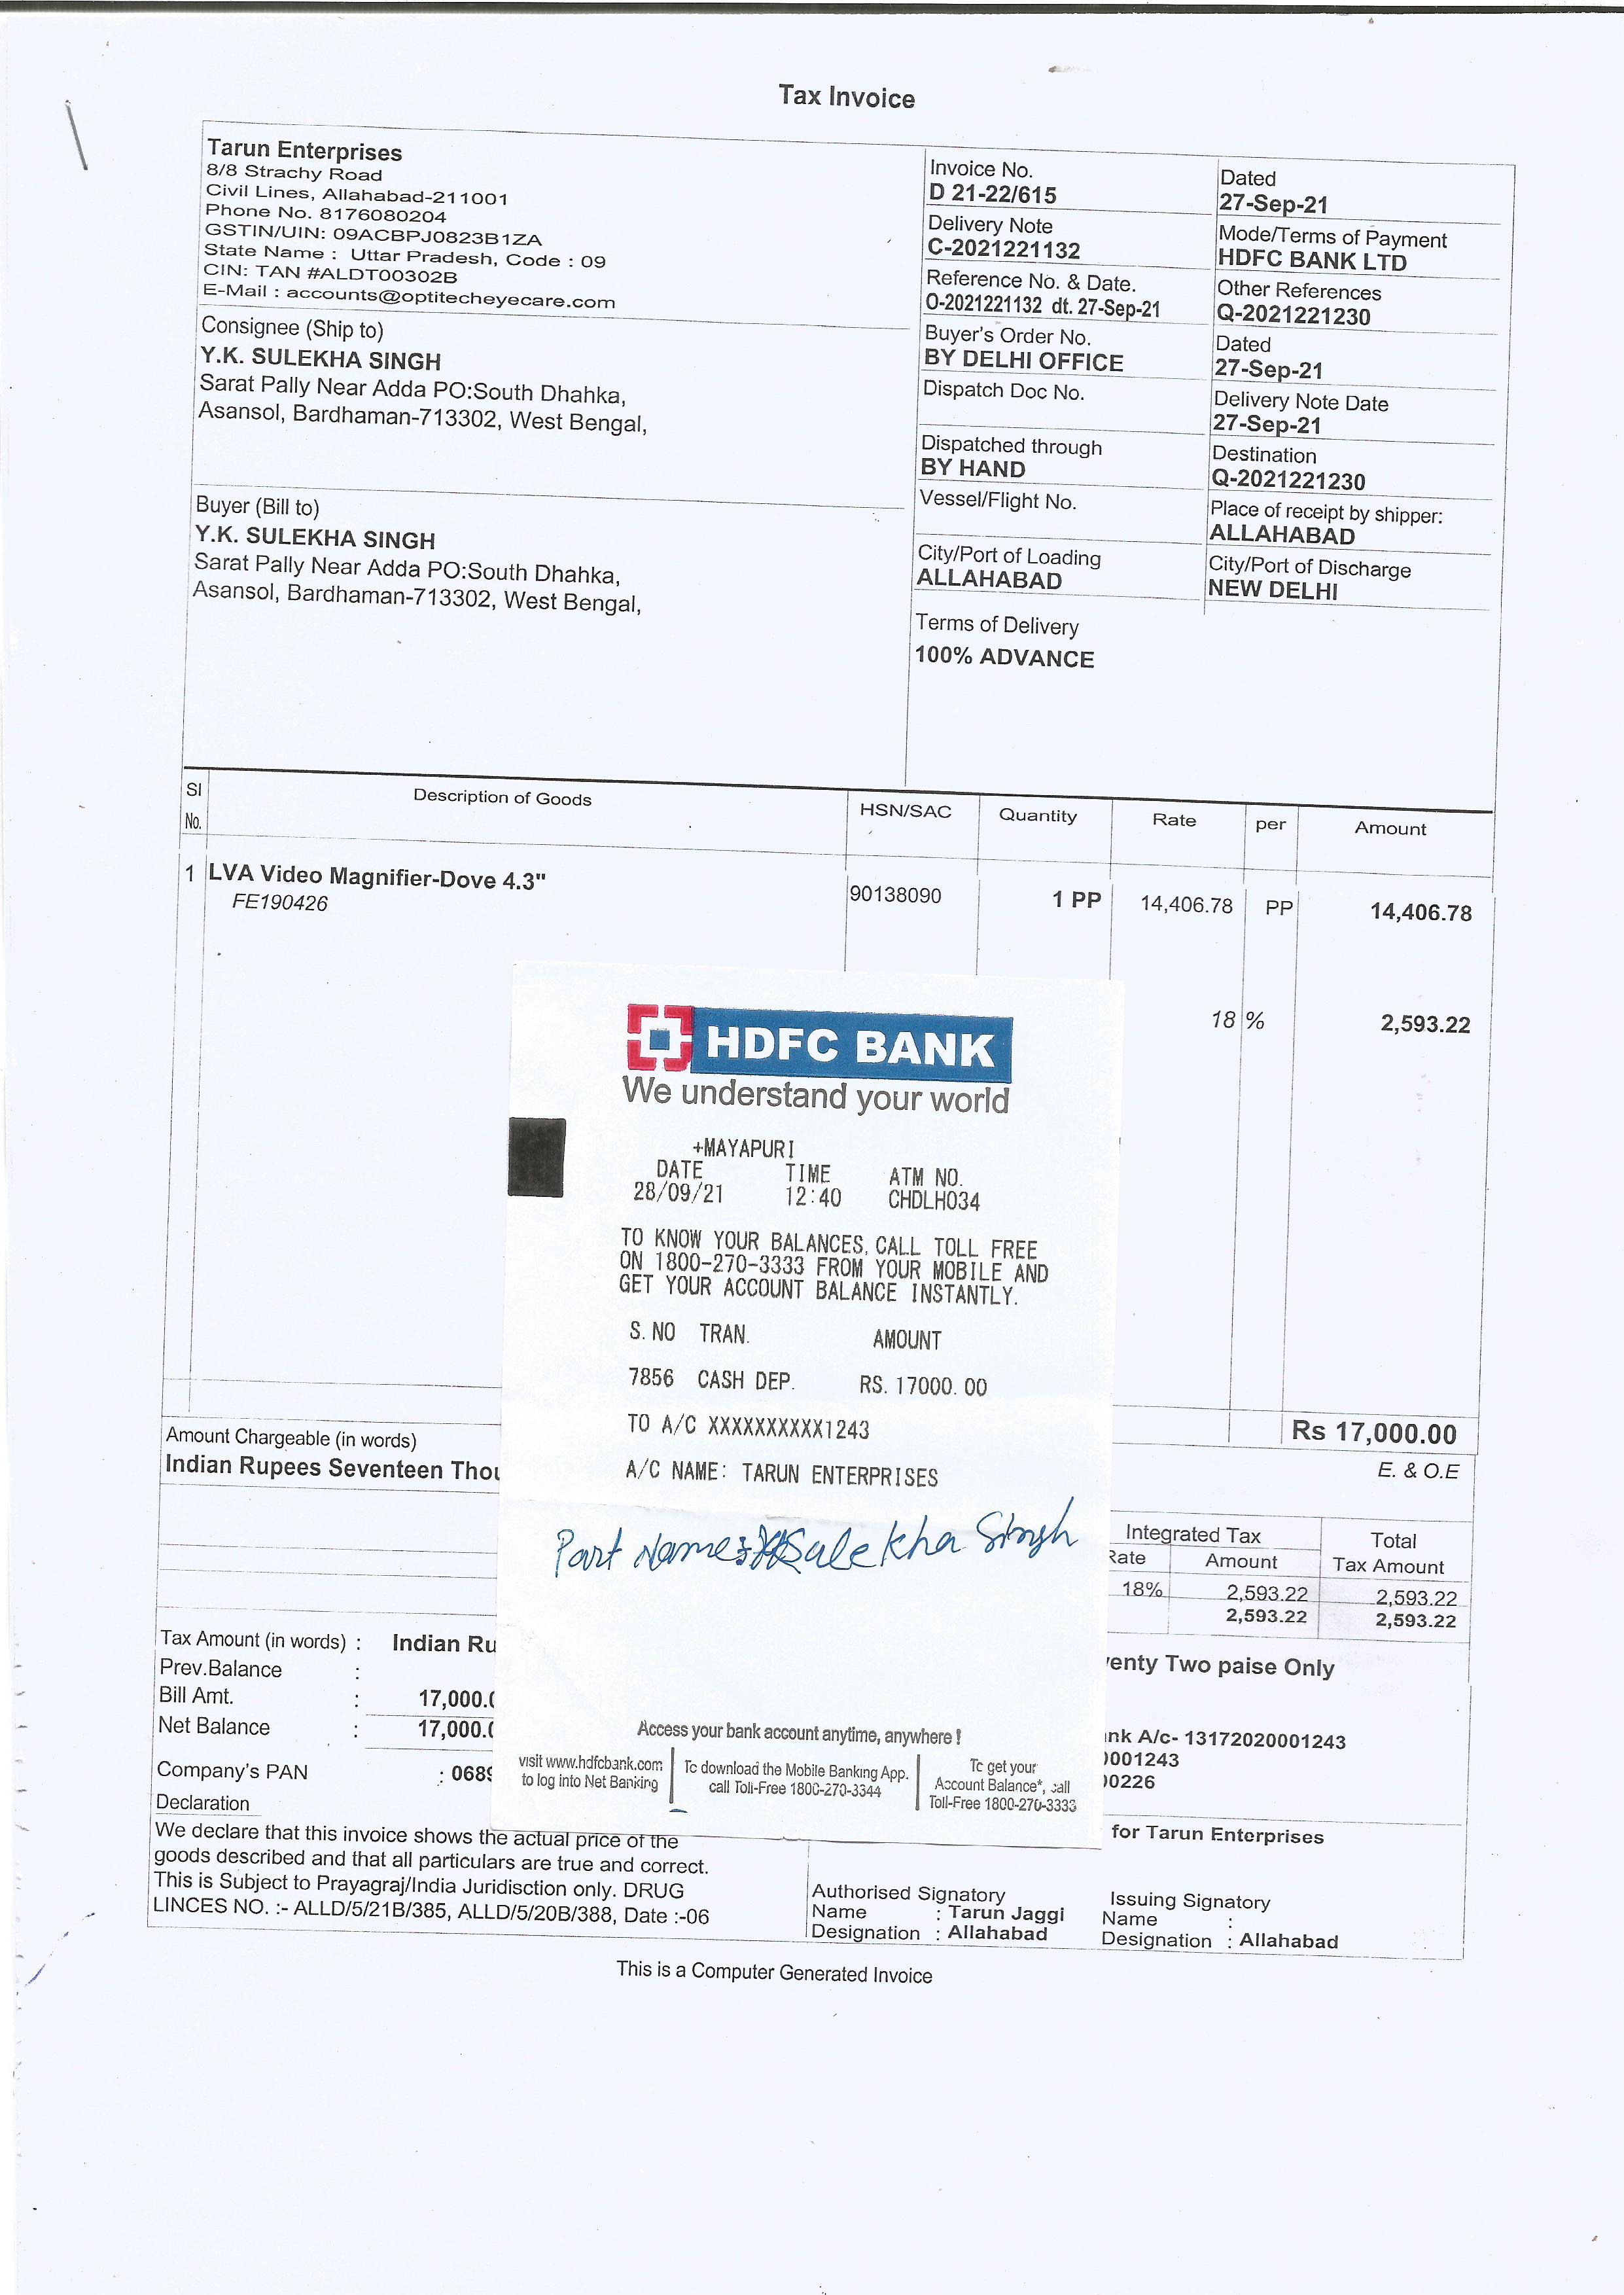 Tax Invoice
Tarun Enterprises
8/8 Strachy Road
Civil Lines, Allahabad-211001
Phone No. 8176080204
GSTIN/UIN: 09ACBPJ0823B1ZA
State Name : Uttar Pradesh, Code : 09
CIN: TAN #ALDT00302B
E-Mail : accounts@optitecheyecare.com
Consignee (Ship to)
Y.K. SULEKHA SINGH
Sarat Pally Near Adda PO:South Dhahka,
Asansol, Bardhaman-713302, West Bengal,
Buyer (Bill to)
Y.K. SULEKHA SINGH
Sarat Pally Near Adda PO:South Dhahka,
Asansol, Bardhaman-713302, West Bengal,
Invoice No. Dated
D 21-22/615 27-Sep-21
Delivery Note Mode/Terms of Payment
C-2021221132 HDFC BANK LTD
Reference No. & Date. Other References
O-2021221132 dt. 27-Sep-21 Q-2021221230
Buyer's Order No. Dated
BY DELHI OFFICE 27-Sep-21
Dispatch Doc No. Delivery Note Date
27-Sep-21
Dispatched through Destination
BY HAND Q-2021221230
Vessel/Flight No. Place of receipt by shipper:
ALLAHABAD
City/Port of Loading City/Port of Discharge
ALLAHABAD NEW DELHI
Terms of Delivery
100% ADVANCE
Sl No. Description of Goods HSN/SAC Quantity Rate per Amount
1 LVA Video Magnifier-Dove 4.3" 90138090 1 PP 14,406.78 PP 14,406.78
FE190426
18 % 2,593.22
HDFC BANK
We understand your world
+MAYAPURI
DATE TIME ATM NO.
28/09/21 12:40 CHDLH034
TO KNOW YOUR BALANCES, CALL TOLL FREE
ON 1800-270-3333 FROM YOUR MOBILE AND
GET YOUR ACCOUNT BALANCE INSTANTLY.
S.NO TRAN. AMOUNT
7856 CASH DEP. RS. 17000.00
TO A/C XXXXXXXXXX1243
A/C NAME: TARUN ENTERPRISES
Part Name: Sulekha Singh
Access your bank account anytime, anywhere !
visit www.hdfcbank.com
to log into Net Banking
To download the Mobile Banking App.
call Toll-Free 1800-270-3344
To get your
Account Balance*, call
Toll-Free 1800-270-3333
Rs 17,000.00
Amount Chargeable (in words) E. & O.E
Indian Rupees Seventeen Thou
Integrated Tax Total
Rate Amount Tax Amount
18% 2,593.22 2,593.22
2,593.22 2,593.22
Tax Amount (in words) : Indian Ru enty Two paise Only
Prev.Balance :
Bill Amt. : 17,000.0
Net Balance : 17,000.0
nk A/c- 13172020001243
0001243
00226
Company's PAN : 068
Declaration
We declare that this invoice shows the actual price of the
goods described and that all particulars are true and correct.
This is Subject to Prayagraj/India Juridisction only. DRUG
LINCES NO. :- ALLD/5/21B/385, ALLD/5/20B/388, Date :-06
for Tarun Enterprises
Authorised Signatory Issuing Signatory
Name : Tarun Jaggi Name :
Designation : Allahabad Designation : Allahabad
This is a Computer Generated Invoice